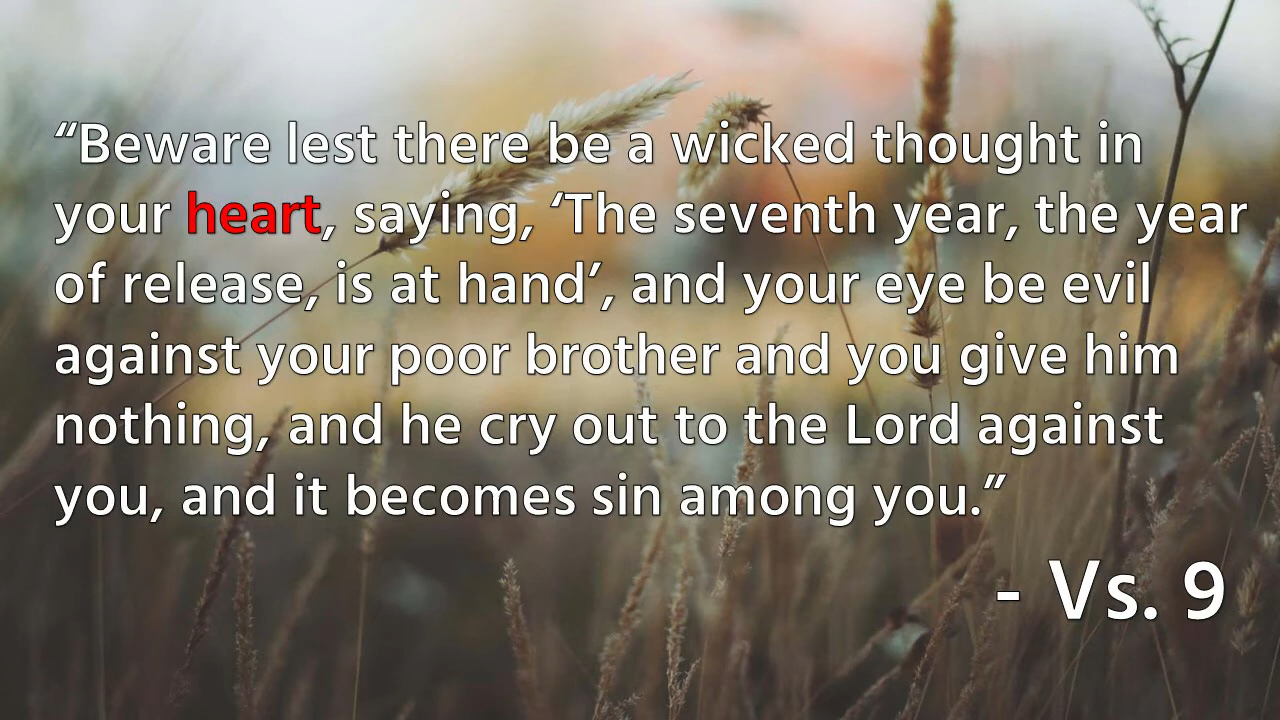 “Beware lest there be a wicked thought in
your heart, saying, ‘The seventh year, the year
of release, is at hand’, and your eye be evil
against your poor brother and you give him
nothing, and he cry out to the Lord against
you, and it becomes sin among you.”
- Vs. 9